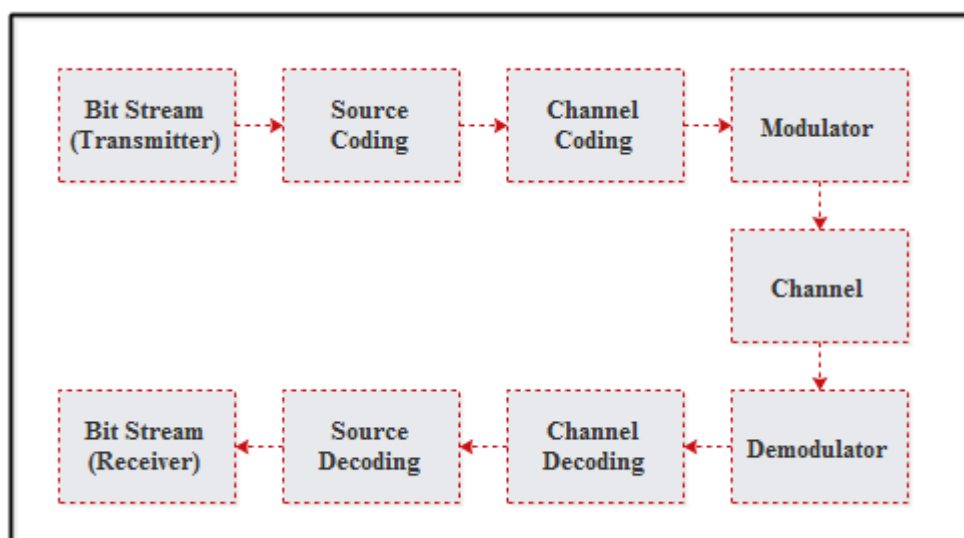 Bit Stream
(Transmitter)
Source
Coding
Channel
Coding
Modulator
Channel
Bit Stream
(Receiver)
Source
Decoding
Channel
Decoding
Demodulator